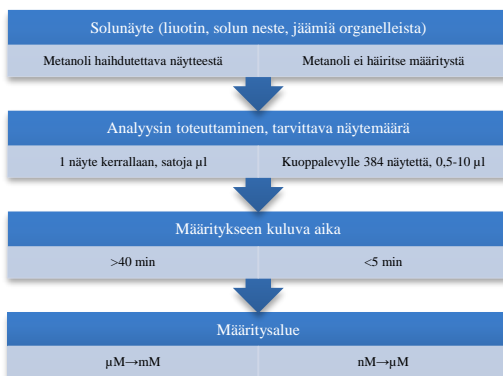 Solunäyte (liuotin, solun neste, jäämiä organelleista)
Metanoli haihdutettava näytteestä
Metanoli ei häiritse määritystä
Analyysin toteuttaminen, tarvittava näytemäärä
1 näyte kerrallaan, satoja µl
Kuoppalevylle 384 näytettä, 0,5-10 µl
Määritykseen kuluva aika
>40 min
<5 min
Määritysalue
µM→mM
nM→µM